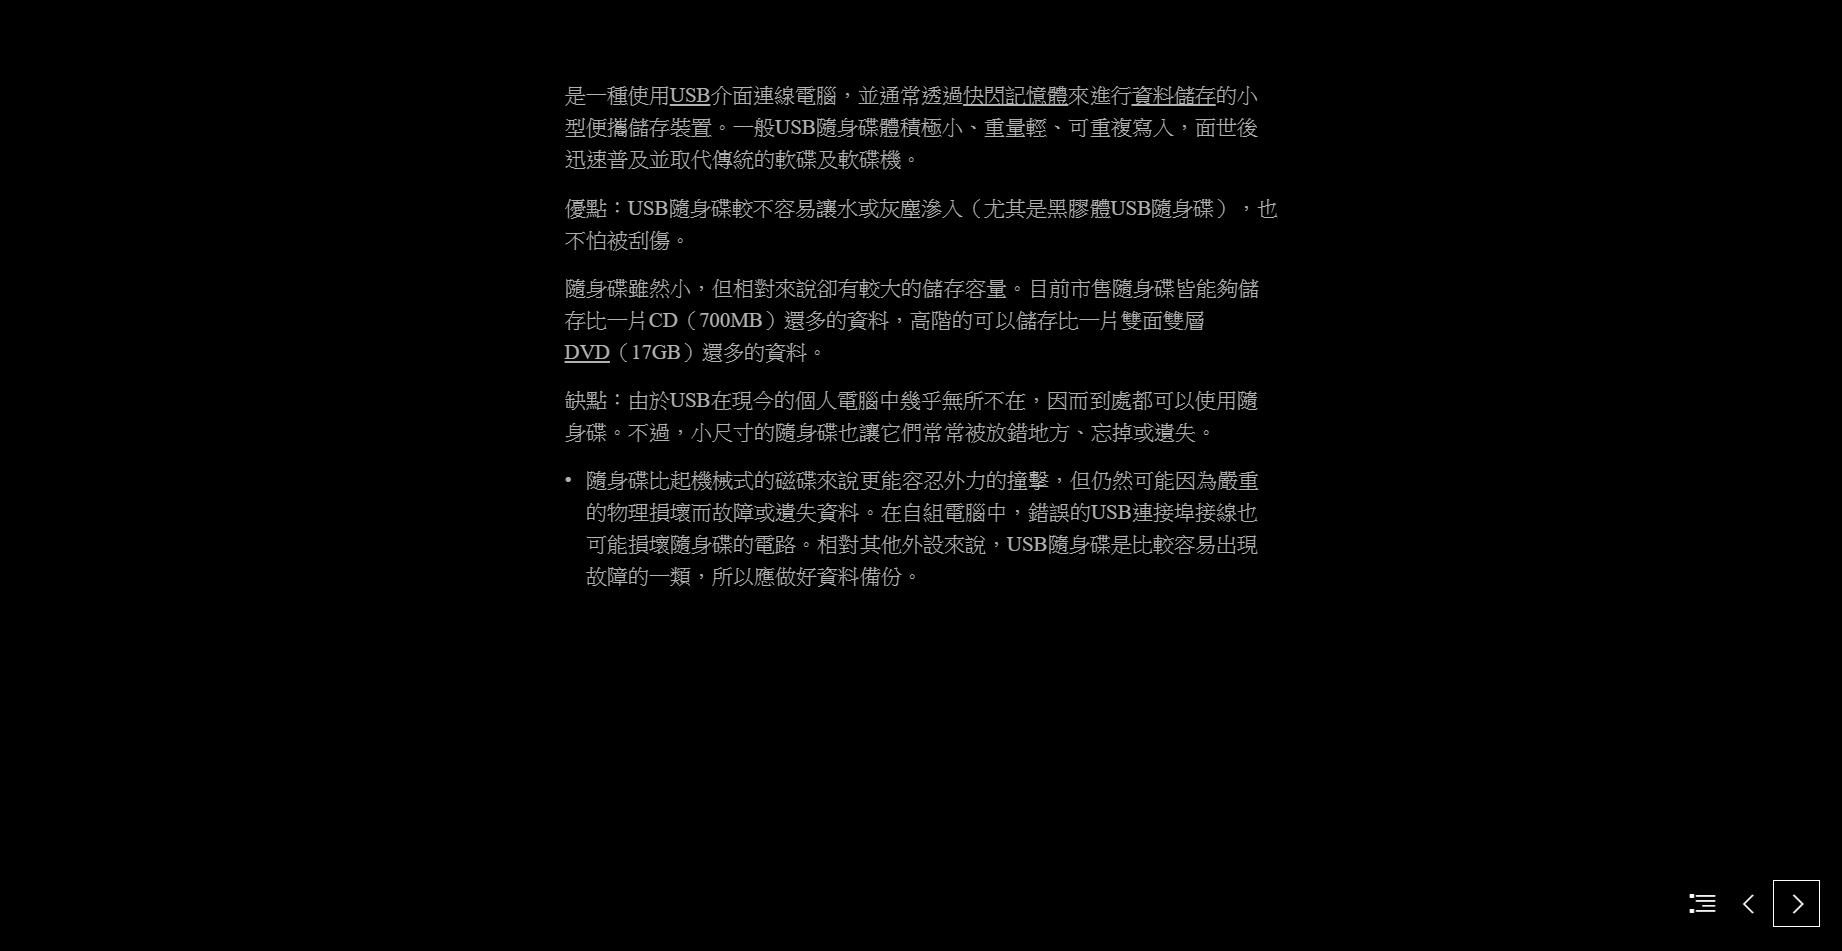 是一種使用USB介面連線電腦，並通常透過快閃記憶體來進行資料儲存的小
型便攜儲存裝置。一般USB隨身碟體積極小、重量輕、可重複寫入，面世後
迅速普及並取代傳統的軟碟及軟碟機。
優點：USB隨身碟較不容易讓水或灰塵滲入（尤其是黑膠體USB隨身碟），也
不怕被刮傷。
隨身碟雖然小，但相對來說卻有較大的儲存容量。目前市售隨身碟皆能夠儲
存比一片CD（700MB）還多的資料，高階的可以儲存比一片雙面雙層
DVD（17GB）還多的資料。
缺點：由於USB在現今的個人電腦中幾乎無所不在，因而到處都可以使用隨
身碟。不過，小尺寸的隨身碟也讓它們常常被放錯地方、忘掉或遺失。
• 隨身碟比起機械式的磁碟來說更能容忍外力的撞擊，但仍然可能因為嚴重
的物理損壞而故障或遺失資料。在自組電腦中，錯誤的USB連接埠接線也
可能損壞隨身碟的電路。相對其他外設來說，USB隨身碟是比較容易出現
故障的一類，所以應做好資料備份。